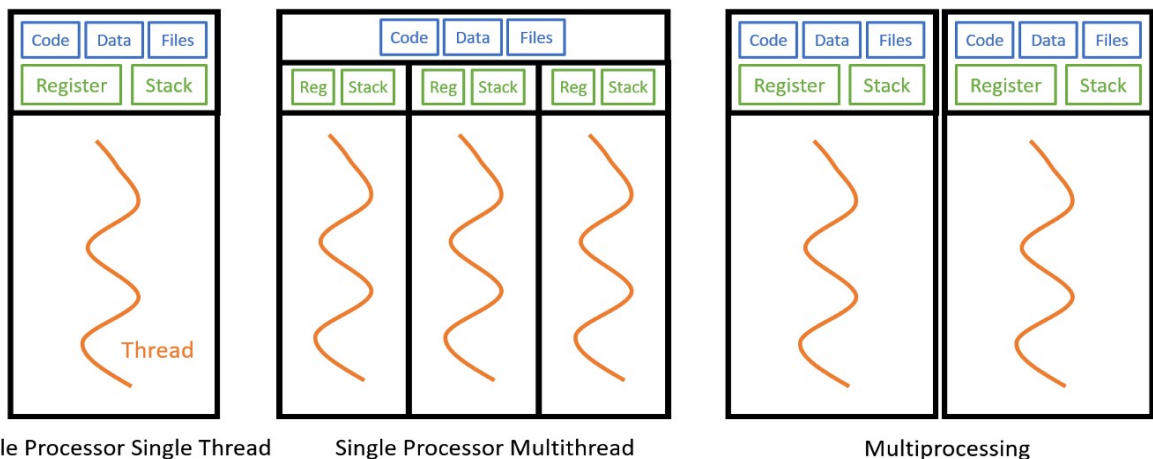 Code Data Files
Register Stack
Thread
le Processor Single Thread
Code Data Files
Reg Stack Reg Stack Reg Stack
Single Processor Multithread
Code Data Files Code Data Files
Register Stack Register Stack
Multiprocessing